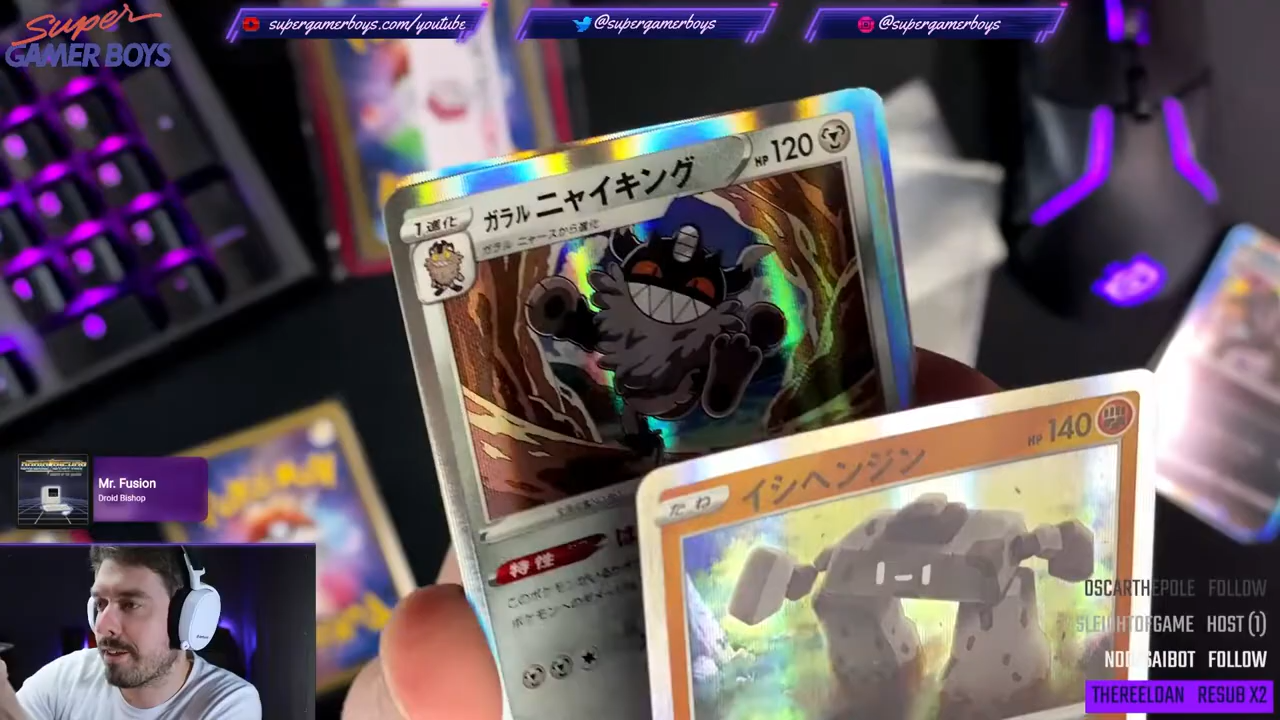 Super
GAMER BOYS
supergamerboys.com/youtube
@supergamerboys
@supergamerboys
1進化
ガラル ニャイキング
HP 120
ガラル ニャースから進化
特性
たね
イシヘンジン
HP 140
Mr. Fusion
Droid Bishop
OSCARTHEPOLE FOLLOW
SLEIGHTOFGAME HOST (1)
FOLLOW
THEREELDAN RESUB X2